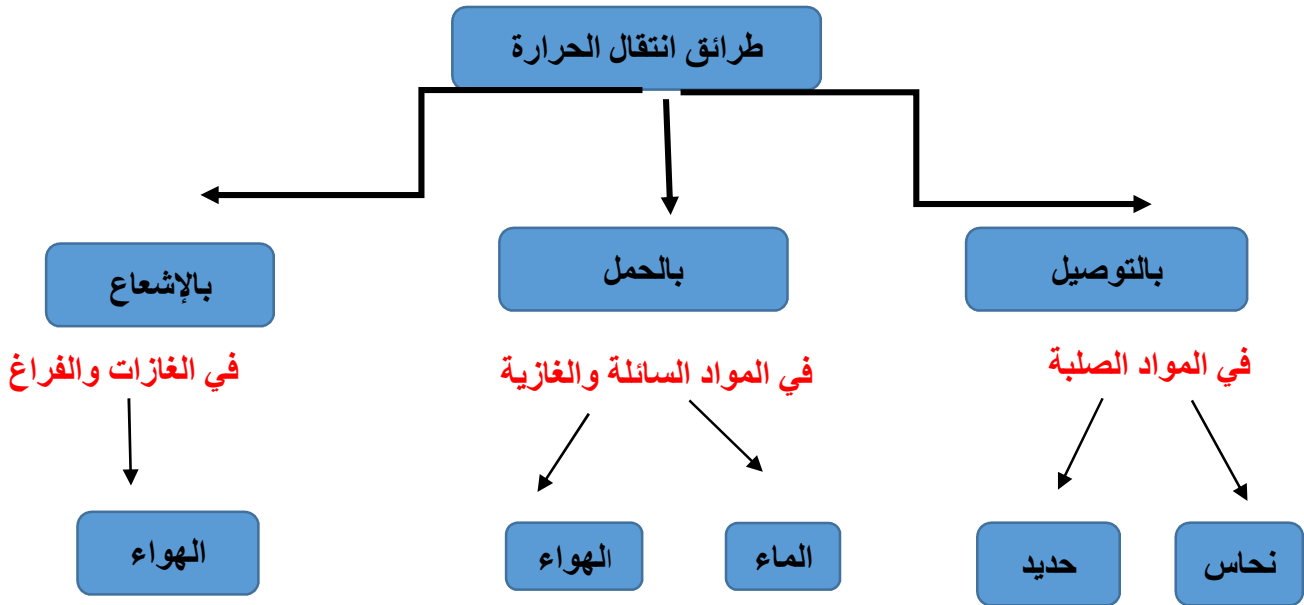 طرائق انتقال الحرارة
بالتوصيل
بالحمل
بالإشعاع
في المواد الصلبة
في المواد السائلة والغازية
في الغازات والفراغ
نحاس
حديد
الماء
الهواء
الهواء